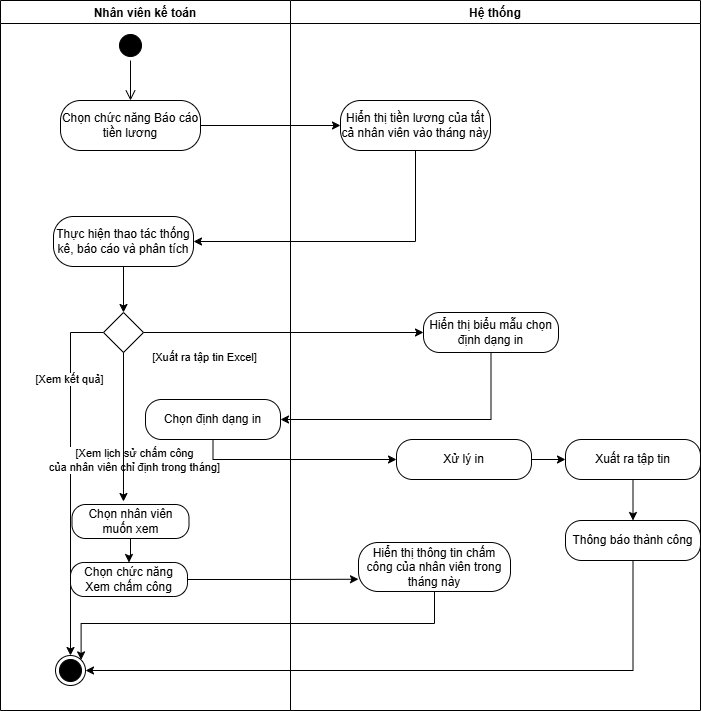 Nhân viên kế toán
Hệ thống
Chọn chức năng Báo cáo
tiền lương
Hiển thị tiền lương của tất
cả nhân viên vào tháng này
Thực hiện thao tác thống
kê, báo cáo và phân tích
Hiển thị biểu mẫu chọn
định dạng in
[Xuất ra tập tin Excel]
[Xem kết quả]
Chọn định dạng in
[Xem lịch sử chấm công
của nhân viên chỉ định trong tháng]
Xử lý in
Xuất ra tập tin
Chọn nhân viên
muốn xem
Thông báo thành công
Hiển thị thông tin chấm
công của nhân viên trong
tháng này
Chọn chức năng
Xem chấm công